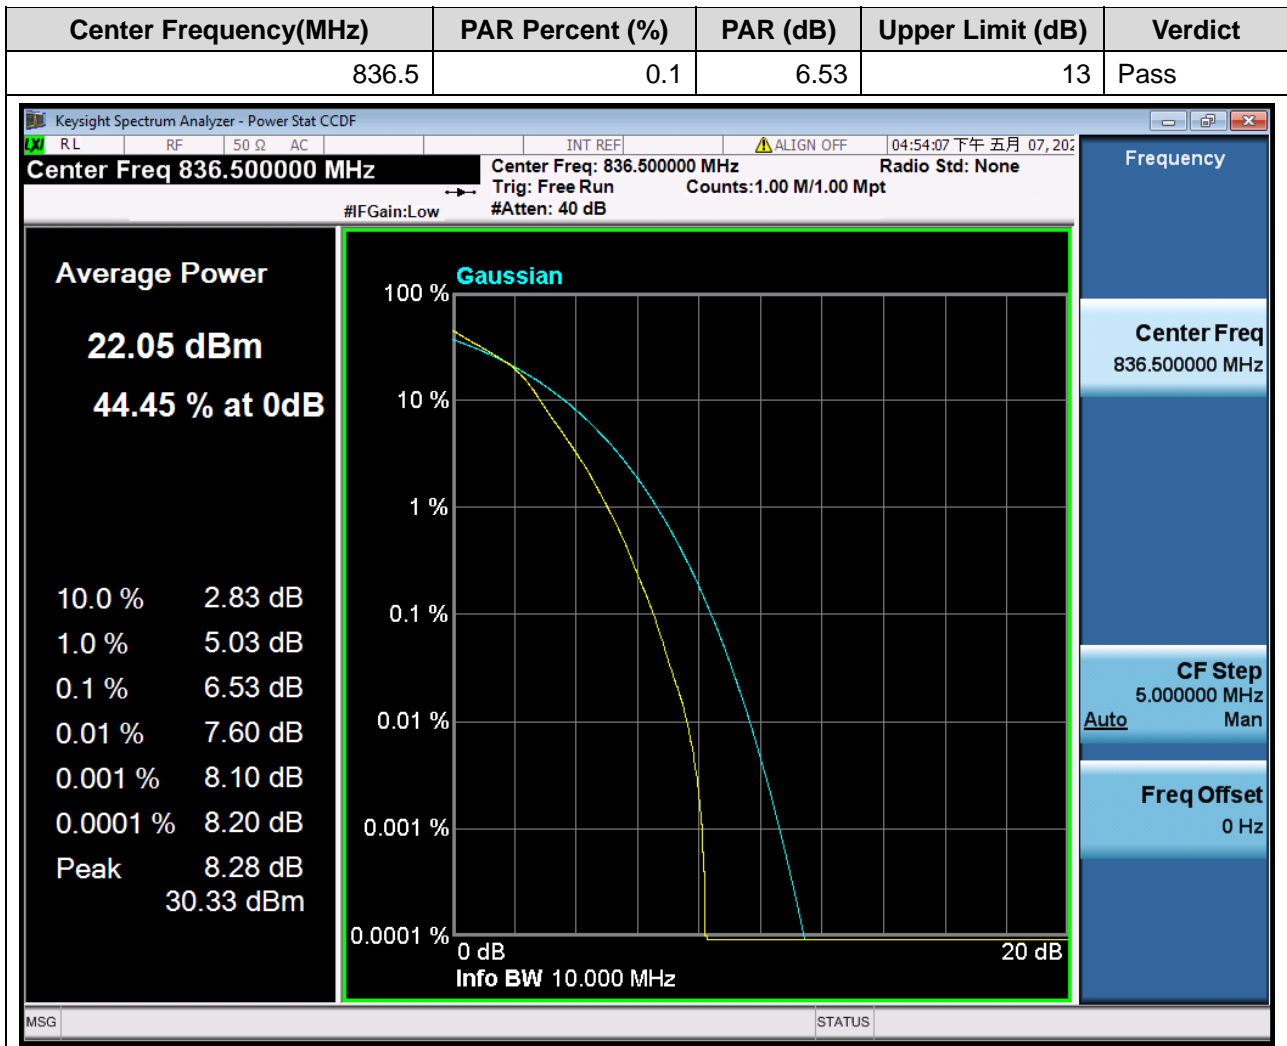 Center Frequency(MHz) PAR Percent (%) PAR (dB) Upper Limit (dB) Verdict
836.5 0.1 6.53 13 Pass
Keysight Spectrum Analyzer - Power Stat CCDF
LXI RL RF 50 Ω AC INT REF ALIGN OFF 04:54:07 下午 五月 07, 202
Center Freq 836.500000 MHz
Center Freq: 836.500000 MHz Radio Std: None
Trig: Free Run Counts:1.00 M/1.00 Mpt
#IFGain:Low #Atten: 40 dB
Average Power
22.05 dBm
44.45 % at 0dB
10.0 % 2.83 dB
1.0 % 5.03 dB
0.1 % 6.53 dB
0.01 % 7.60 dB
0.001 % 8.10 dB
0.0001 % 8.20 dB
Peak 8.28 dB
30.33 dBm
Gaussian
100 %
10 %
1 %
0.1 %
0.01 %
0.001 %
0.0001 %
0 dB 20 dB
Info BW 10.000 MHz
Frequency
Center Freq
836.500000 MHz
CF Step
5.000000 MHz
Auto Man
Freq Offset
0 Hz
MSG STATUS